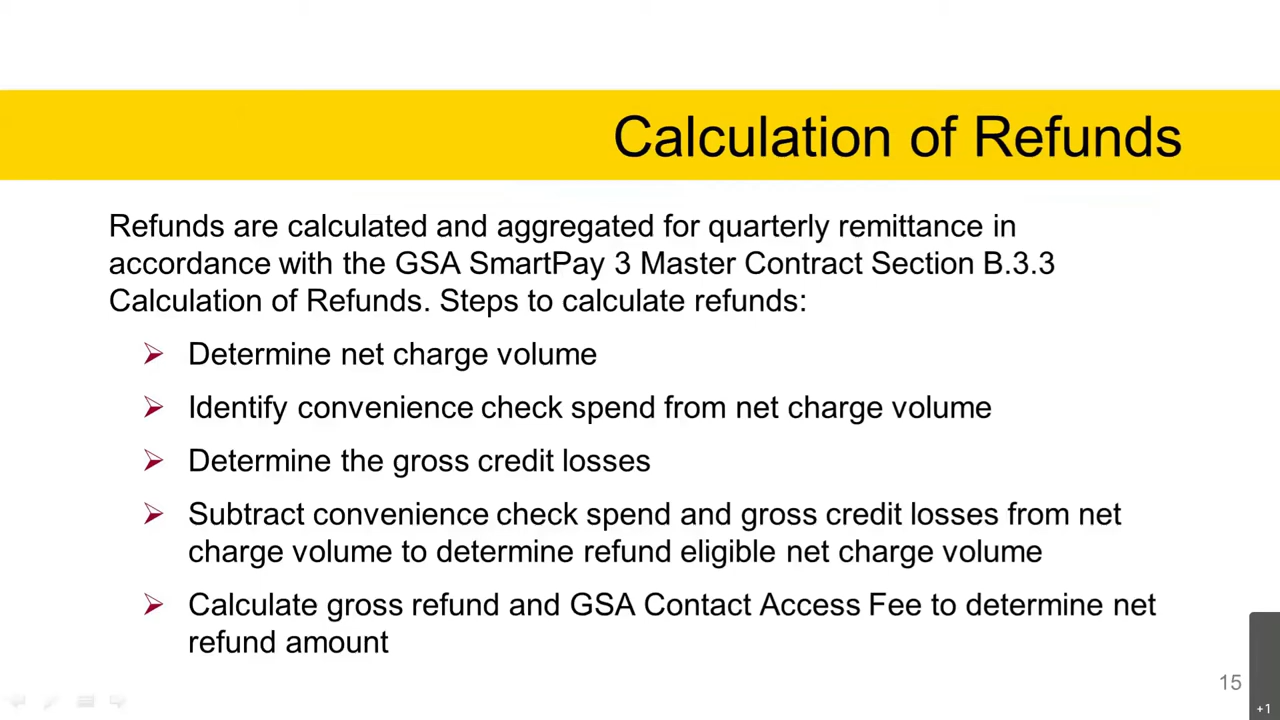 Calculation of Refunds
Refunds are calculated and aggregated for quarterly remittance in
accordance with the GSA SmartPay 3 Master Contract Section B.3.3
Calculation of Refunds. Steps to calculate refunds:
Determine net charge volume
Identify convenience check spend from net charge volume
Determine the gross credit losses
Subtract convenience check spend and gross credit losses from net
charge volume to determine refund eligible net charge volume
Calculate gross refund and GSA Contact Access Fee to determine net
refund amount
15
+1